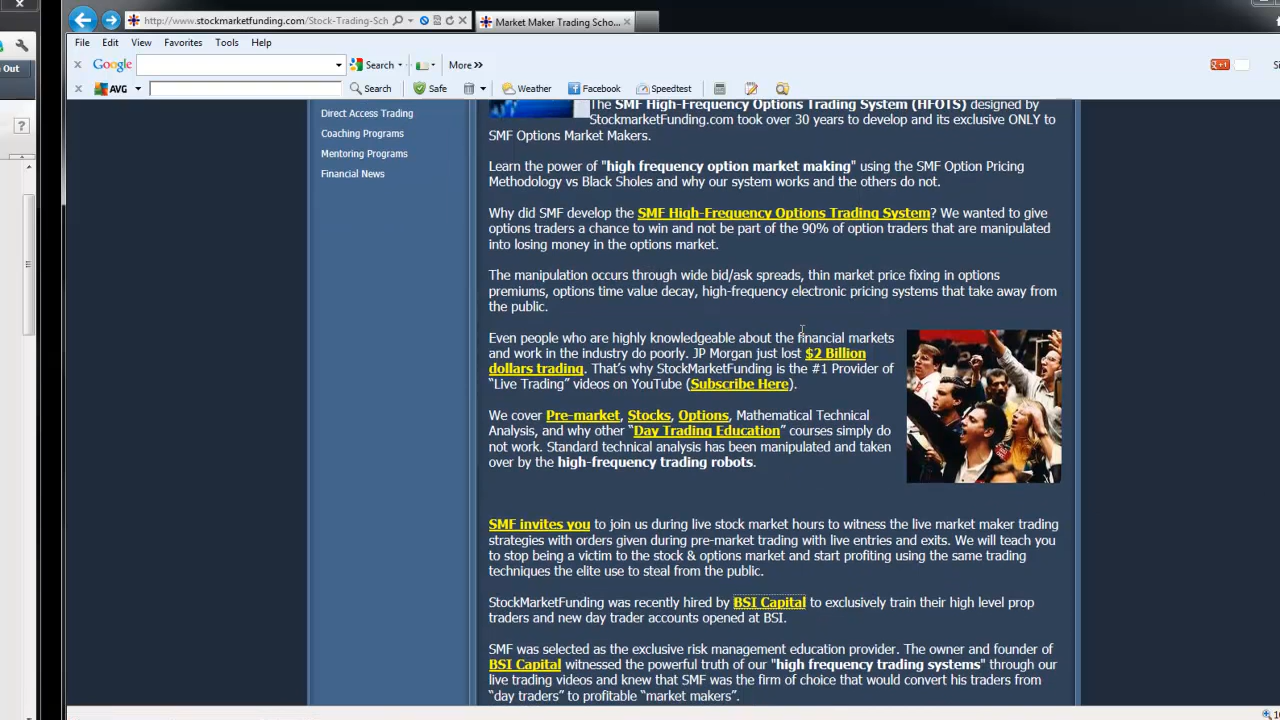 http://www.stockmarketfunding.com/Stock-Trading-Sch
Market Maker Trading Scho...
File Edit View Favorites Tools Help
Google Search More »
AVG Search Safe Weather Facebook Speedtest
Out
Direct Access Trading
Coaching Programs
Mentoring Programs
Financial News
The SMF High-Frequency Options Trading System (HFOTS) designed by
StockmarketFunding.com took over 30 years to develop and its exclusive ONLY to
SMF Options Market Makers.
Learn the power of "high frequency option market making" using the SMF Option Pricing
Methodology vs Black Sholes and why our system works and the others do not.
Why did SMF develop the SMF High-Frequency Options Trading System? We wanted to give
options traders a chance to win and not be part of the 90% of option traders that are manipulated
into losing money in the options market.
The manipulation occurs through wide bid/ask spreads, thin market price fixing in options
premiums, options time value decay, high-frequency electronic pricing systems that take away from
the public.
Even people who are highly knowledgeable about the financial markets
and work in the industry do poorly. JP Morgan just lost $2 Billion
dollars trading. That's why StockMarketFunding is the #1 Provider of
“Live Trading” videos on YouTube (Subscribe Here).
We cover Pre-market, Stocks, Options, Mathematical Technical
Analysis, and why other “Day Trading Education” courses simply do
not work. Standard technical analysis has been manipulated and taken
over by the high-frequency trading robots.
SMF invites you to join us during live stock market hours to witness the live market maker trading
strategies with orders given during pre-market trading with live entries and exits. We will teach you
to stop being a victim to the stock & options market and start profiting using the same trading
techniques the elite use to steal from the public.
StockMarketFunding was recently hired by BSI Capital to exclusively train their high level prop
traders and new day trader accounts opened at BSI.
SMF was selected as the exclusive risk management education provider. The owner and founder of
BSI Capital witnessed the powerful truth of our "high frequency trading systems" through our
live trading videos and knew that SMF was the firm of choice that would convert his traders from
“day traders” to profitable “market makers”.